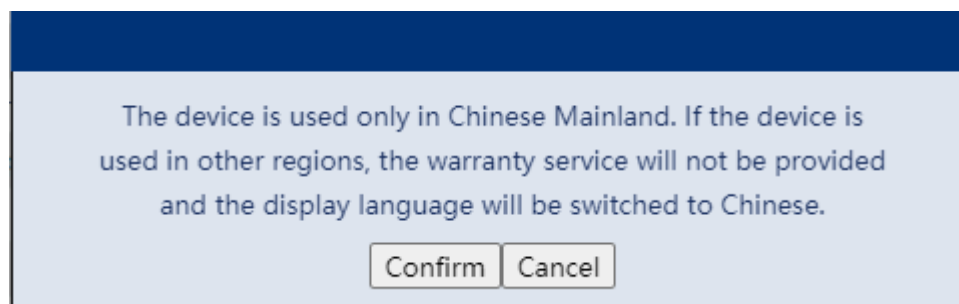 The device is used only in Chinese Mainland. If the device is
used in other regions, the warranty service will not be provided
and the display language will be switched to Chinese.
Confirm Cancel